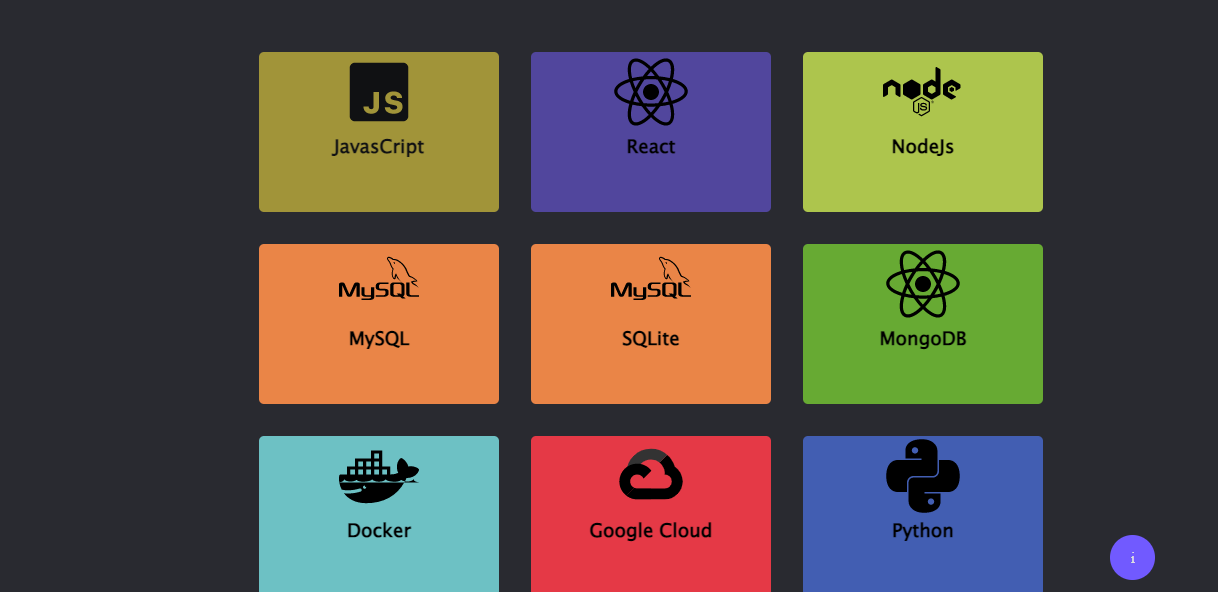 JS
JavasCript
React
node
JS
NodeJs
MySQL
MySQL
MySQL
SQLite
MongoDB
Docker
Google Cloud
Python
i